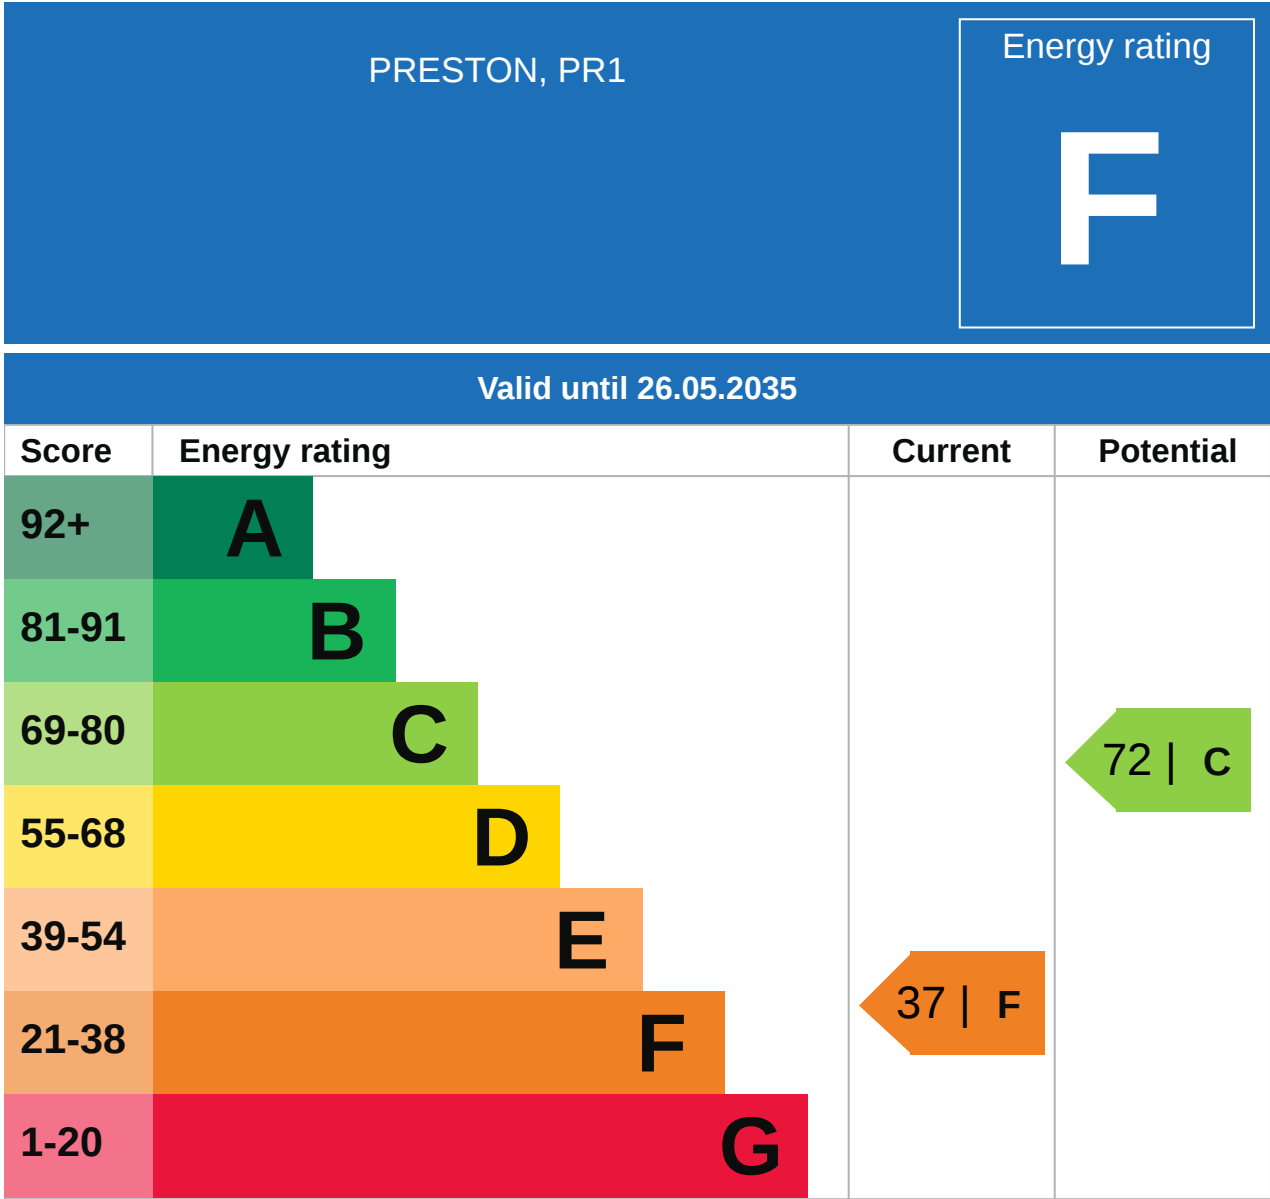 PRESTON, PR1
Energy rating
F
Valid until 26.05.2035
Score Energy rating Current Potential
92+ A
81-91 B
69-80 C
72 | C
55-68 D
39-54 E
37 | F
21-38 F
1-20 G